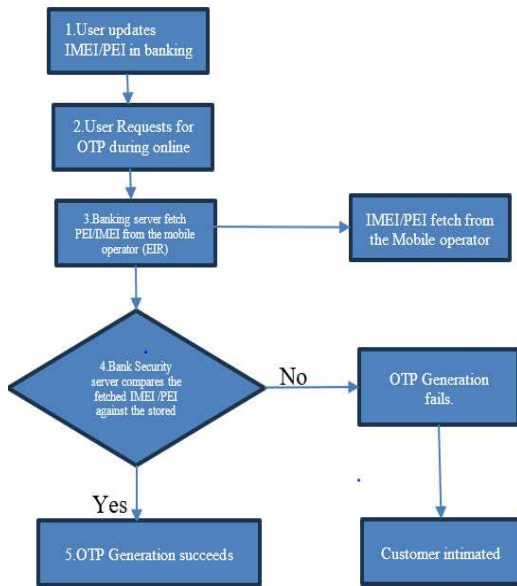 1.User updates
IMEI/PEI in banking
2.User Requests for
OTP during online
3.Banking server fetch
PEI/IMEI from the mobile
operator (EIR)
IMEI/PEI fetch from
the Mobile operator
4.Bank Security
server compares the
fetched IMEI /PEI
against the stored
No
OTP Generation
fails.
Yes
5.OTP Generation succeeds
Customer intimated